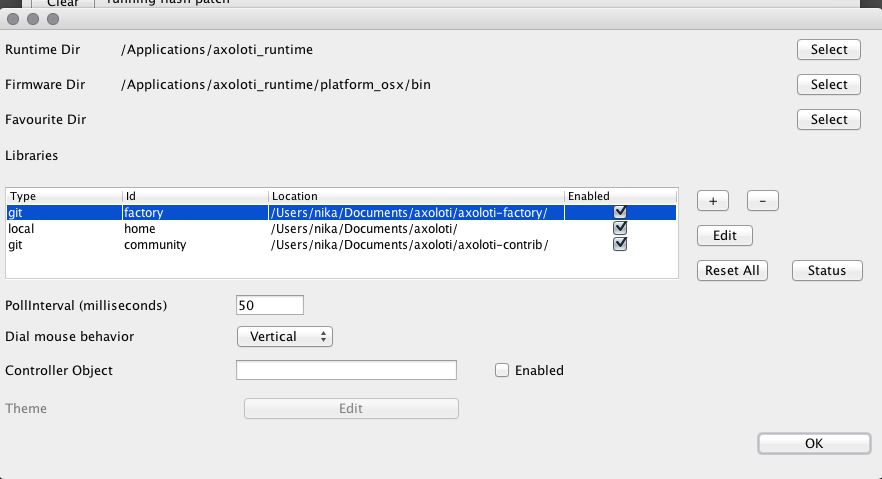 Clear running flash patch
Runtime Dir /Applications/axoloti_runtime Select
Firmware Dir /Applications/axoloti_runtime/platform_osx/bin Select
Favourite Dir Select
Libraries
Type Id Location Enabled
git factory /Users/nika/Documents/axoloti/axoloti-factory/
local home /Users/nika/Documents/axoloti/
git community /Users/nika/Documents/axoloti/axoloti-contrib/
+ -
Edit
Reset All Status
PollInterval (milliseconds) 50
Dial mouse behavior Vertical
Controller Object Enabled
Theme Edit
OK